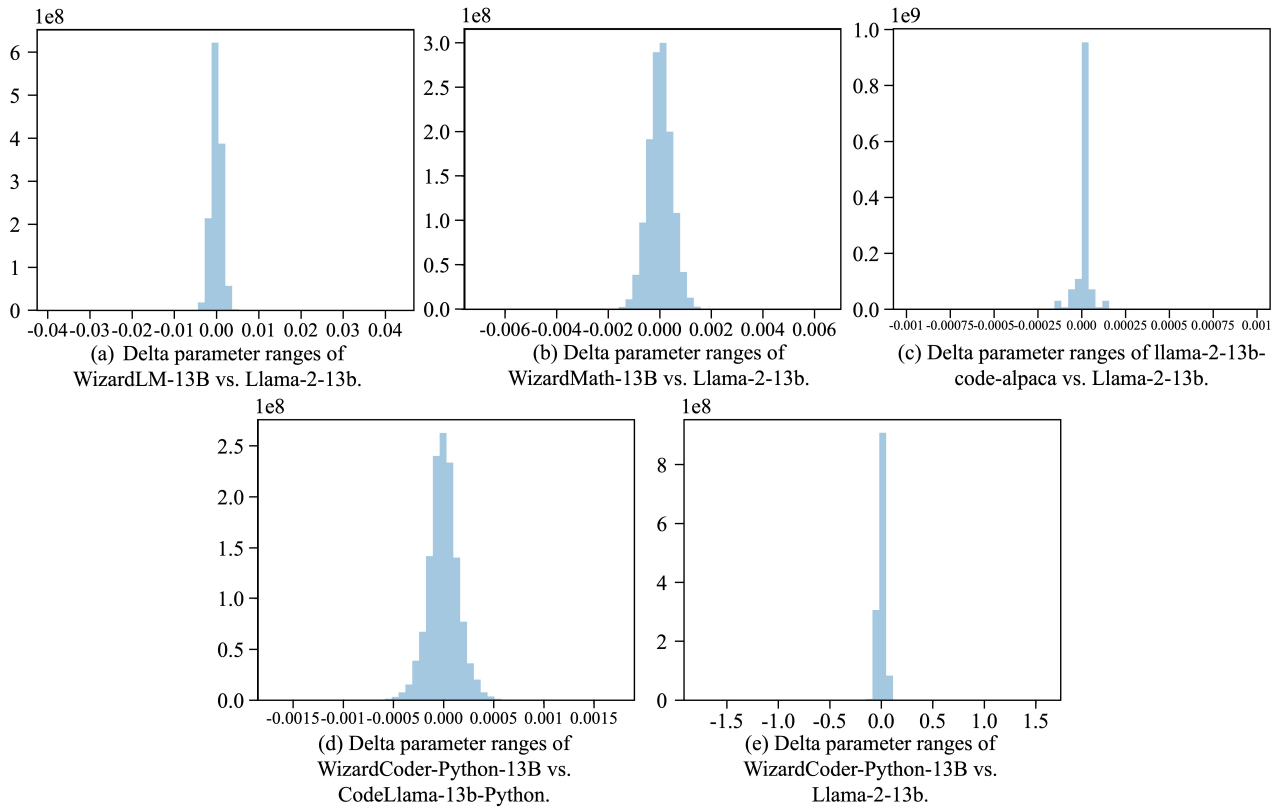 1e8
6
5
4
3
2
1
0
-0.04 -0.03 -0.02 -0.01 0.00 0.01 0.02 0.03 0.04
(a) Delta parameter ranges of
WizardLM-13B vs. Llama-2-13b.
1e8
3.0
2.5
2.0
1.5
1.0
0.5
0.0
-0.006 -0.004 -0.002 0.000 0.002 0.004 0.006
(b) Delta parameter ranges of
WizardMath-13B vs. Llama-2-13b.
1e9
1.0
0.8
0.6
0.4
0.2
0.0
-0.001 -0.00075 -0.0005 -0.00025 0.000 0.00025 0.0005 0.00075 0.001
(c) Delta parameter ranges of llama-2-13b-
code-alpaca vs. Llama-2-13b.
1e8
2.5
2.0
1.5
1.0
0.5
0.0
-0.0015 -0.001 -0.0005 0.000 0.0005 0.001 0.0015
(d) Delta parameter ranges of
WizardCoder-Python-13B vs.
CodeLlama-13b-Python.
1e8
8
6
4
2
0
-1.5 -1.0 -0.5 0.0 0.5 1.0 1.5
(e) Delta parameter ranges of
WizardCoder-Python-13B vs.
Llama-2-13b.